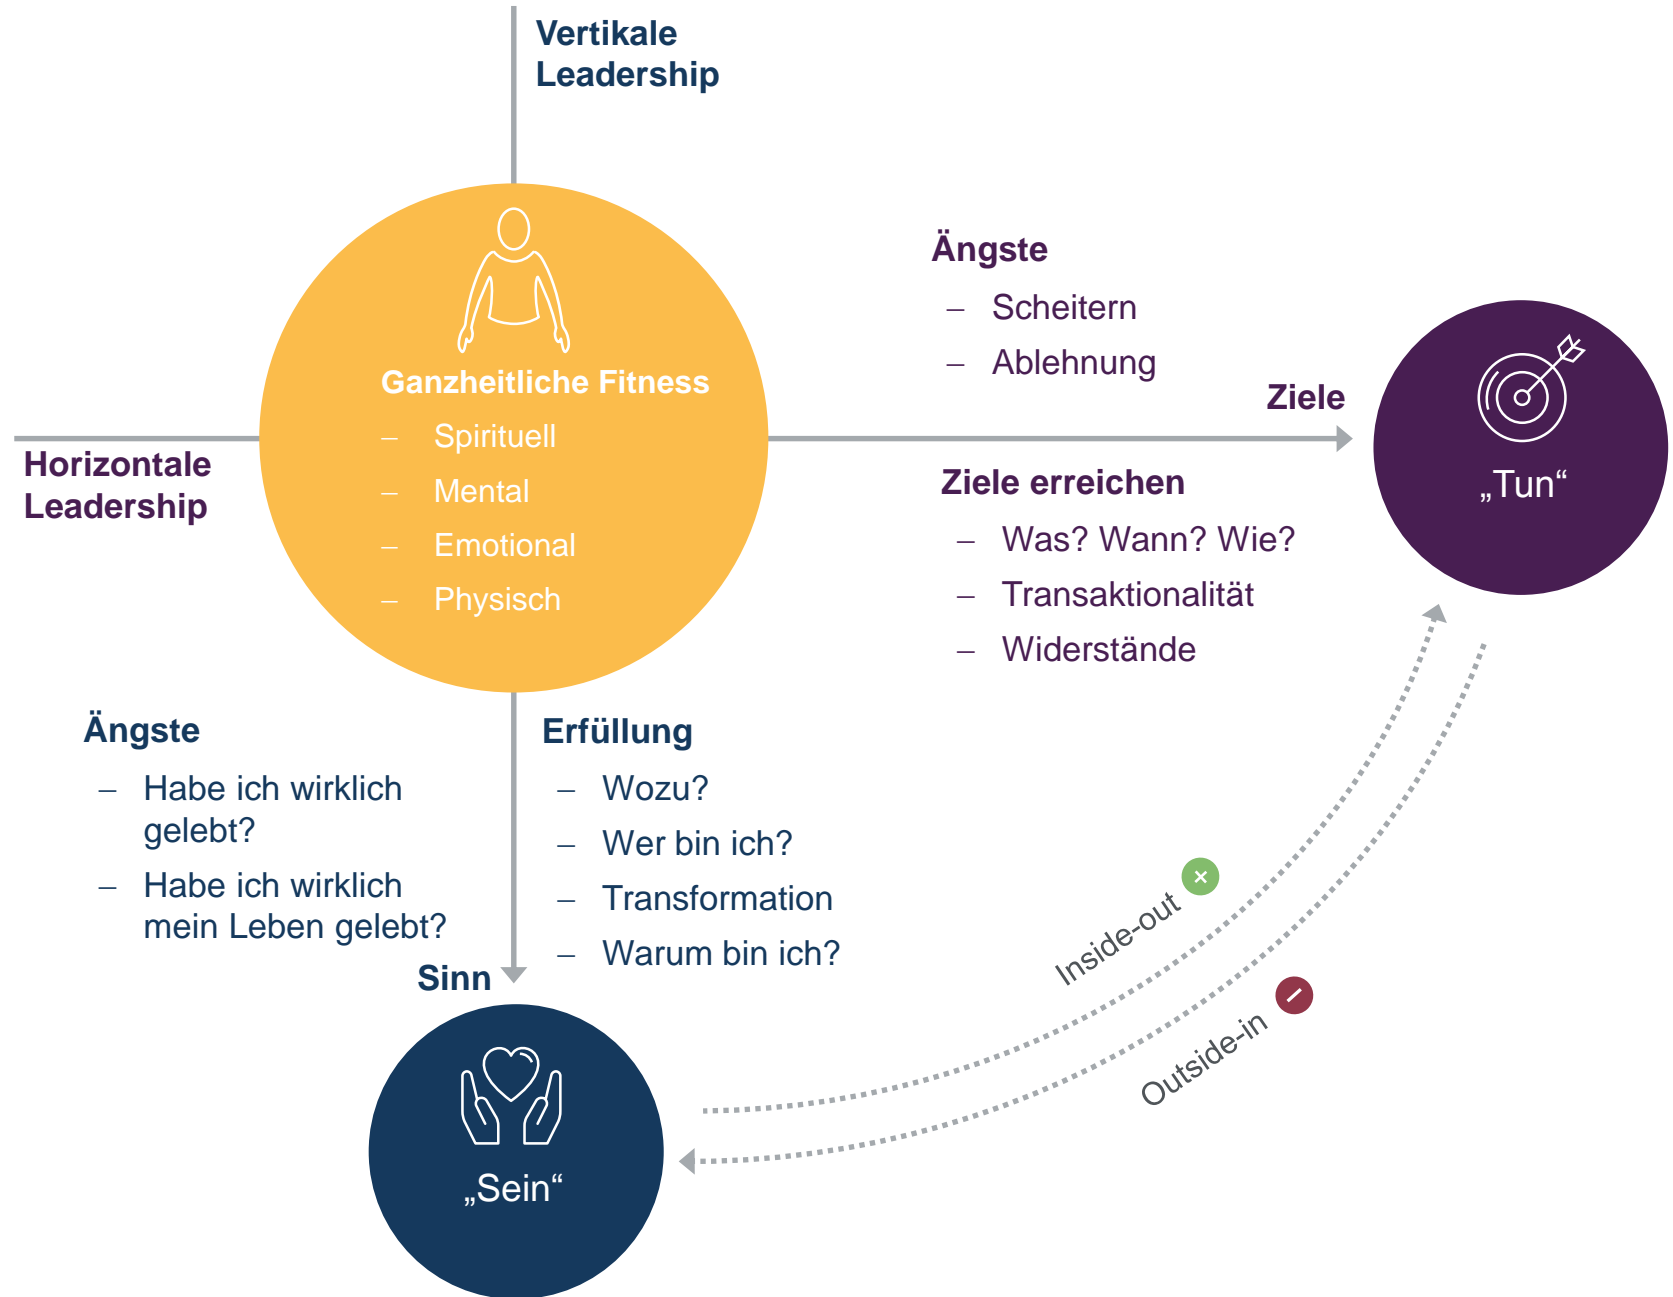 Vertikale
Leadership
Ganzheitliche Fitness
– Spirituell
– Mental
– Emotional
– Physisch
Horizontale
Leadership
Ängste
– Scheitern
– Ablehnung
Ziele
Ziele erreichen
– Was? Wann? Wie?
– Transaktionalität
– Widerstände
„Tun“
Ängste
– Habe ich wirklich
gelebt?
– Habe ich wirklich
mein Leben gelebt?
Erfüllung
– Wozu?
– Wer bin ich?
– Transformation
– Warum bin ich?
Sinn
„Sein“
Inside-out
Outside-in